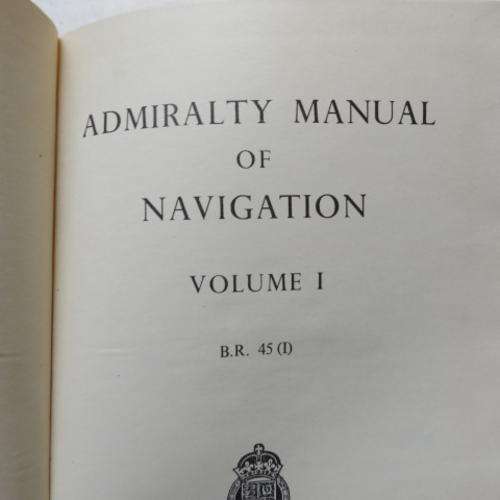 ADMIRALTY MANUAL
OF
NAVIGATION
VOLUME I
B.R. 45 (I)